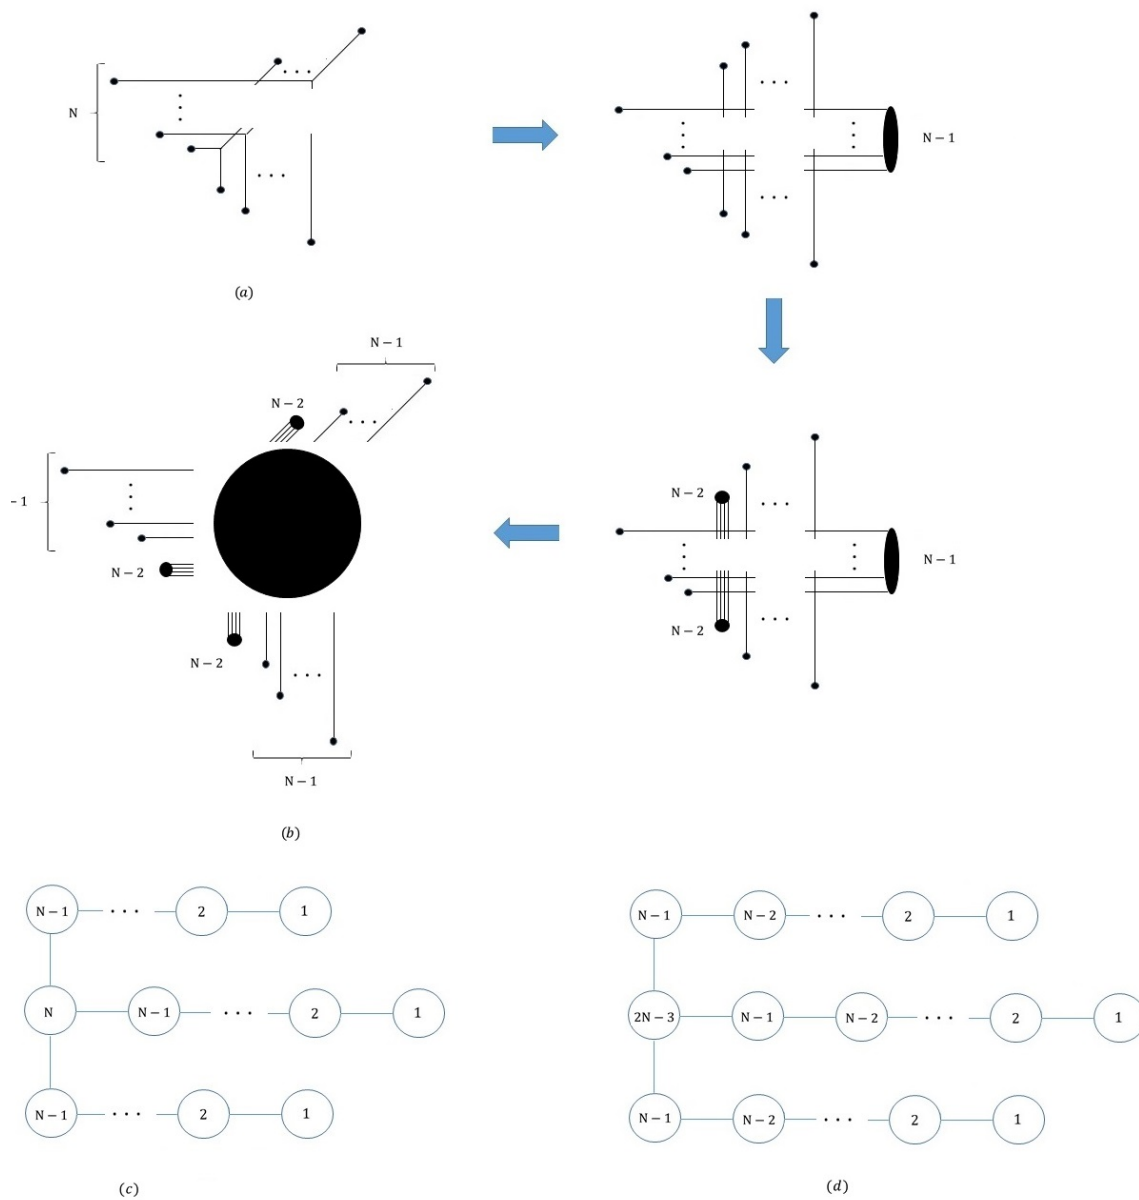 N
N − 1
(a)
N − 1
N − 2
N − 2
N − 1
− 1
N − 2
N − 2
N − 2
N − 1
(b)
N − 1 2 1
N N − 1 2 1
N − 1 2 1
(c)
N − 1 N − 2 2 1
2N − 3 N − 1 N − 2 2 1
N − 1 N − 2 2 1
(d)